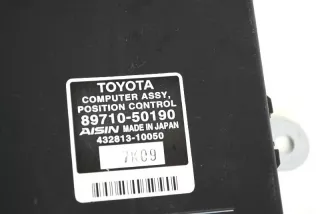 TOYOTA
COMPUTER ASSY,
POSITION CONTROL
89710-50190
AISIN MADE IN JAPAN
432813-10050
7K09